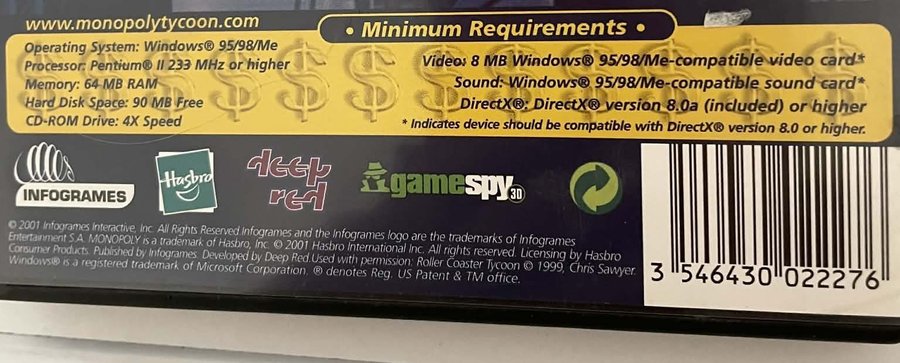 www.monopolytycoon.com
• Minimum Requirements •
Operating System: Windows® 95/98/Me
Processor: Pentium® II 233 MHz or higher
Memory: 64 MB RAM
Hard Disk Space: 90 MB Free
CD-ROM Drive: 4X Speed
Video: 8 MB Windows® 95/98/Me-compatible video card*
Sound: Windows® 95/98/Me-compatible sound card*
DirectX®: DirectX® version 8.0a (included) or higher
* Indicates device should be compatible with DirectX® version 8.0 or higher.
INFOGRAMES
Hasbro
deep
red
gamespy3D
© 2001 Infogrames Interactive, Inc. All Rights Reserved Infogrames and the Infogrames logo are the trademarks of Infogrames
Entertainment S.A. MONOPOLY is a trademark of Hasbro, Inc. © 2001 Hasbro International Inc. All rights reserved. Licensing by Hasbro
Consumer Products. Published by Infogrames. Developed by Deep Red.Used with permission: Roller Coaster Tycoon © 1999, Chris Sawyer.
Windows® is a registered trademark of Microsoft Corporation. ® denotes Reg. US Patent & TM office.
3 546430 022276